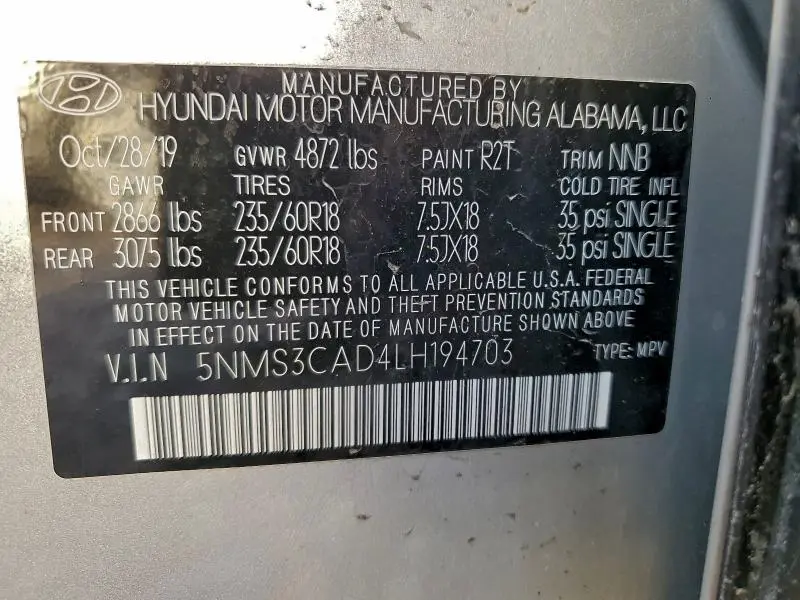 MANUFACTURED BY
HYUNDAI MOTOR MANUFACTURING ALABAMA, LLC
Oct/28/19 GVWR 4872 lbs PAINT R2T TRIM NNB
GAWR TIRES RIMS COLD TIRE INFL
FRONT 2866 lbs 235/60R18 7.5JX18 35 psi SINGLE
REAR 3075 lbs 235/60R18 7.5JX18 35 psi SINGLE
THIS VEHICLE CONFORMS TO ALL APPLICABLE U.S.A. FEDERAL
MOTOR VEHICLE SAFETY AND THEFT PREVENTION STANDARDS
IN EFFECT ON THE DATE OF MANUFACTURE SHOWN ABOVE
V.I.N 5NMS3CAD4LH194703 TYPE: MPV